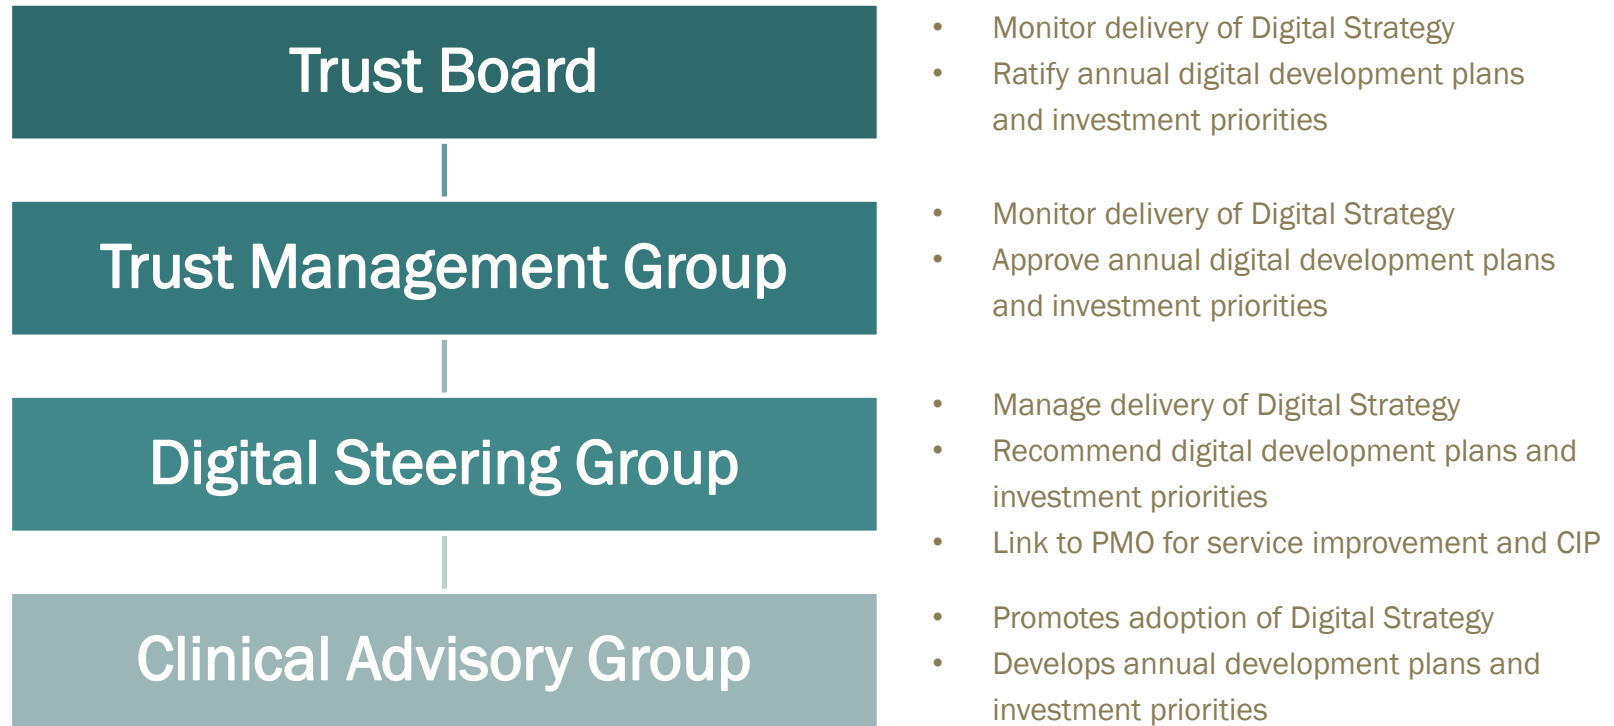 Trust Board
• Monitor delivery of Digital Strategy
• Ratify annual digital development plans
and investment priorities
Trust Management Group
• Monitor delivery of Digital Strategy
• Approve annual digital development plans
and investment priorities
Digital Steering Group
• Manage delivery of Digital Strategy
• Recommend digital development plans and
investment priorities
• Link to PMO for service improvement and CIP
Clinical Advisory Group
• Promotes adoption of Digital Strategy
• Develops annual development plans and
investment priorities